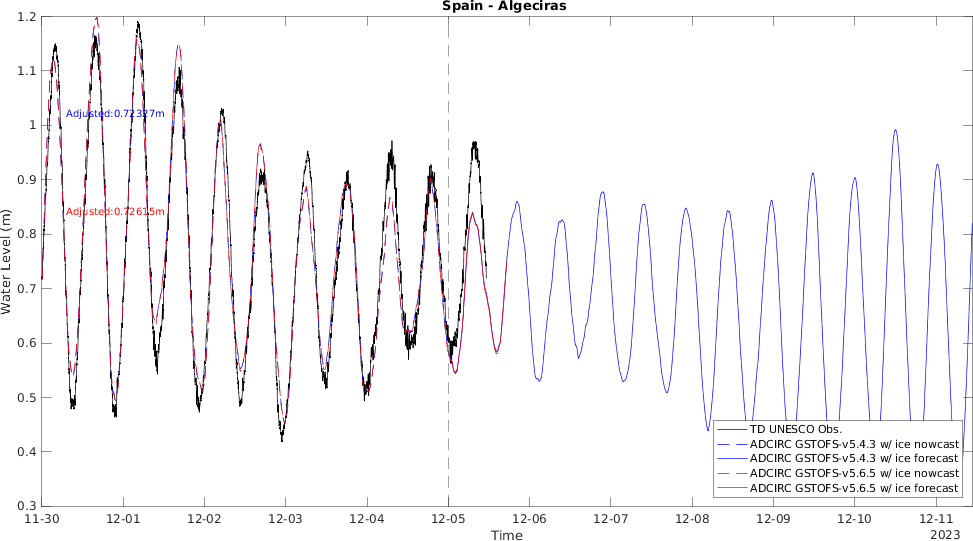 Spain - Algeciras
1.2
1.1
1
0.9
0.8
0.7
0.6
0.5
0.4
0.3
Water Level (m)
Adjusted:0.72327m
Adjusted:0.72615m
TD UNESCO Obs.
ADCIRC GSTOFS-v5.4.3 w/ ice nowcast
ADCIRC GSTOFS-v5.4.3 w/ ice forecast
ADCIRC GSTOFS-v5.6.5 w/ ice nowcast
ADCIRC GSTOFS-v5.6.5 w/ ice forecast
11-30 12-01 12-02 12-03 12-04 12-05 12-06 12-07 12-08 12-09 12-10 12-11
2023
Time